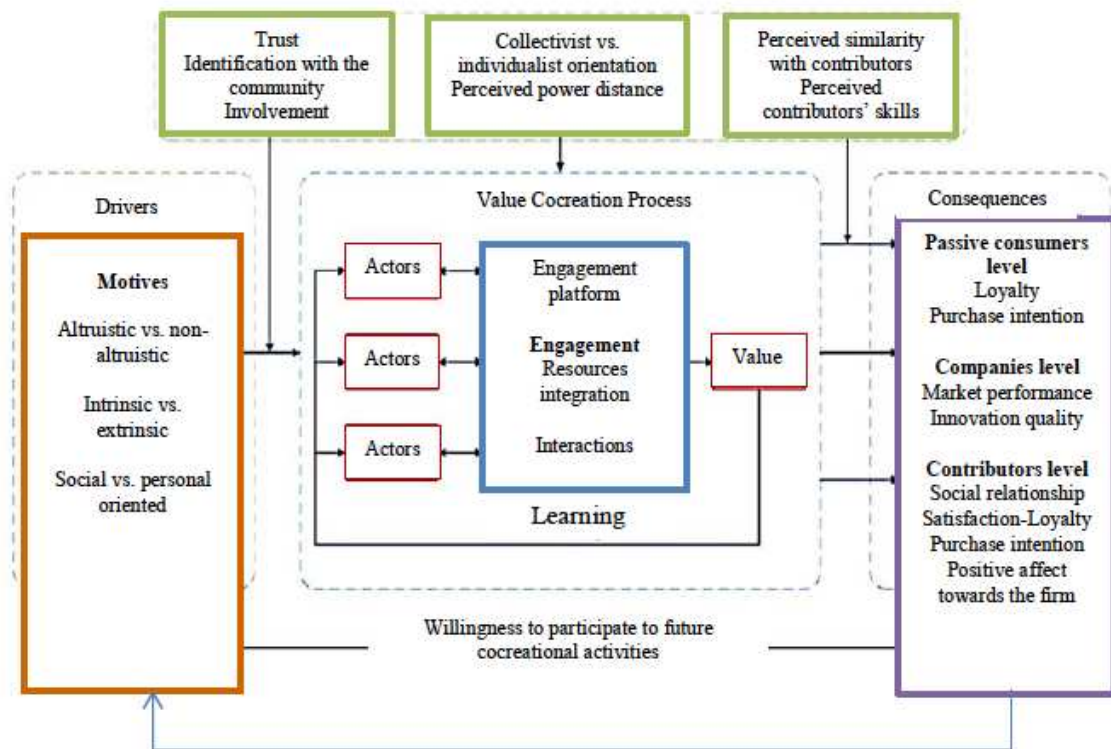 Trust
Identification with the
community
Involvement
Collectivist vs.
individualist orientation
Perceived power distance
Perceived similarity
with contributors
Perceived
contributors' skills
Drivers
Motives
Altruistic vs. non-
altruistic
Intrinsic vs.
extrinsic
Social vs. personal
oriented
Value Cocreation Process
Actors
Actors
Actors
Engagement
platform
Engagement
Resources
integration
Interactions
Value
Learning
Consequences
Passive consumers
level
Loyalty
Purchase intention
Companies level
Market performance
Innovation quality
Contributors level
Social relationship
Satisfaction-Loyalty
Purchase intention
Positive affect
towards the firm
Willingness to participate to future
cocreational activities